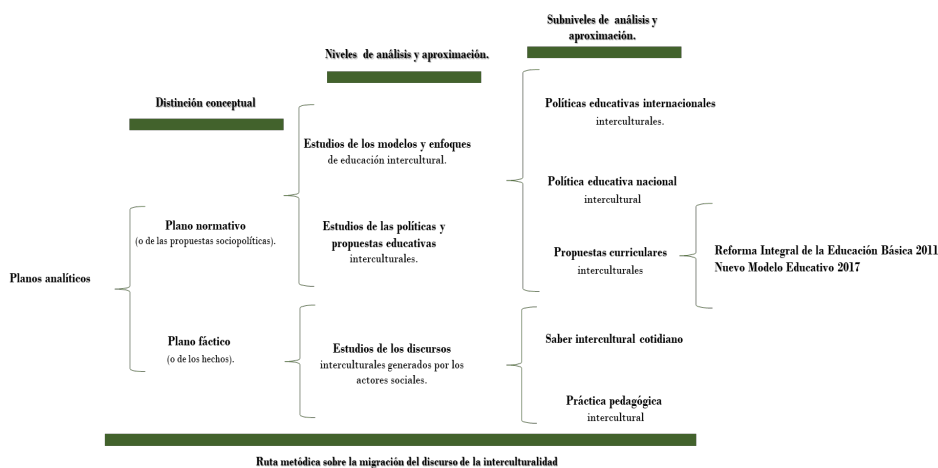 Subniveles de análisis y
aproximación.
Niveles de análisis y aproximación.
Distinción conceptual
Políticas educativas internacionales
interculturales.
Estudios de los modelos y enfoques
de educación intercultural.
Política educativa nacional
intercultural
Plano normativo
(o de las propuestas sociopolíticas).
Estudios de las políticas y
propuestas educativas
interculturales.
Propuestas curriculares
interculturales
Reforma Integral de la Educación Básica 2011
Nuevo Modelo Educativo 2017
Planos analíticos
Plano fáctico
(o de los hechos).
Estudios de los discursos
interculturales generados por los
actores sociales.
Saber intercultural cotidiano
Práctica pedagógica
intercultural
Ruta metódica sobre la migración del discurso de la interculturalidad